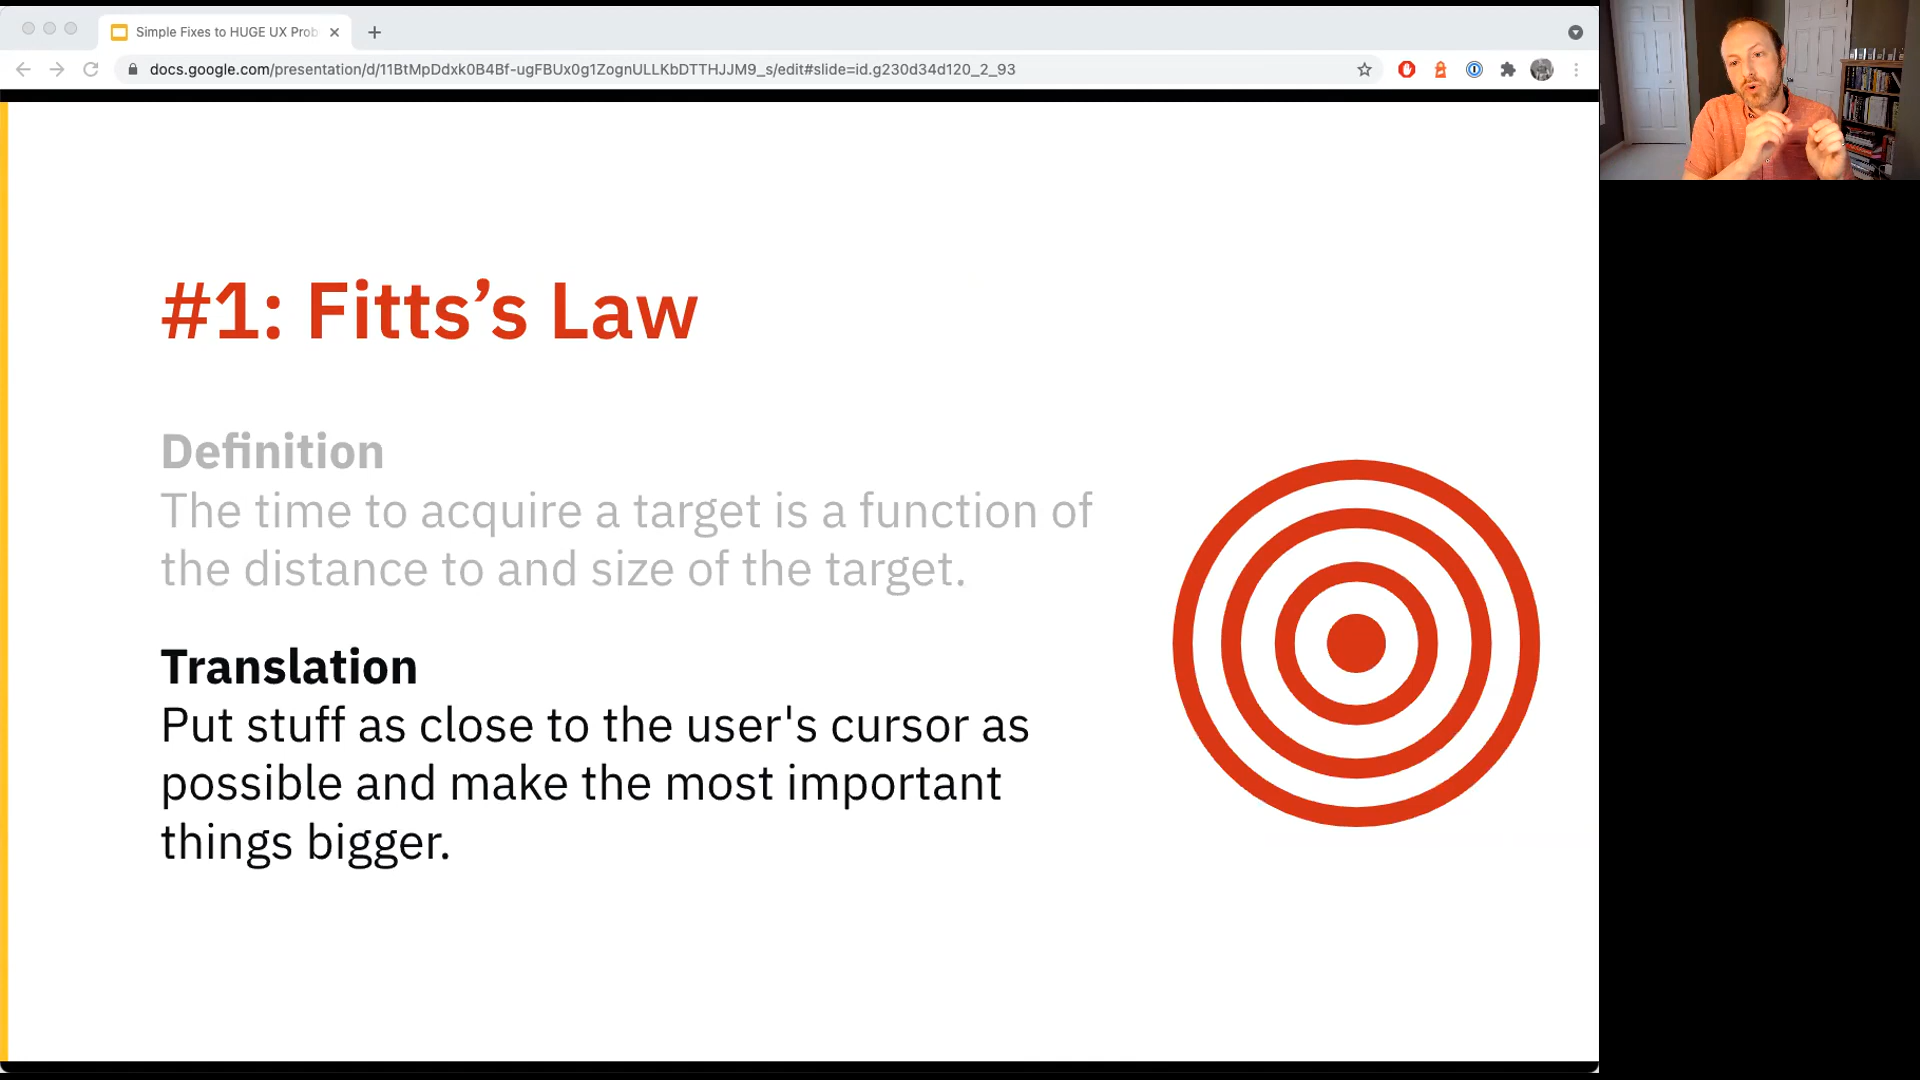 Simple Fixes to HUGE UX Prob
docs.google.com/presentation/d/11BtMpDdxk0B4Bf-ugFBUx0g1ZognULLKbDTTHJJM9_s/edit#slide=id.g230d34d120_2_93
#1: Fitts’s Law
Definition
The time to acquire a target is a function of
the distance to and size of the target.
Translation
Put stuff as close to the user's cursor as
possible and make the most important
things bigger.